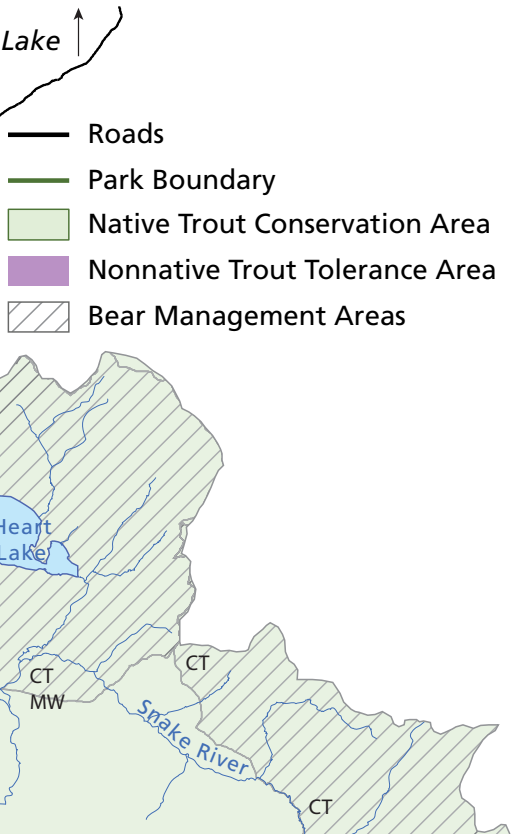 Lake
Roads
Park Boundary
Native Trout Conservation Area
Nonnative Trout Tolerance Area
Bear Management Areas
Heart
Lake
CT
CT
MW
Snake River
CT